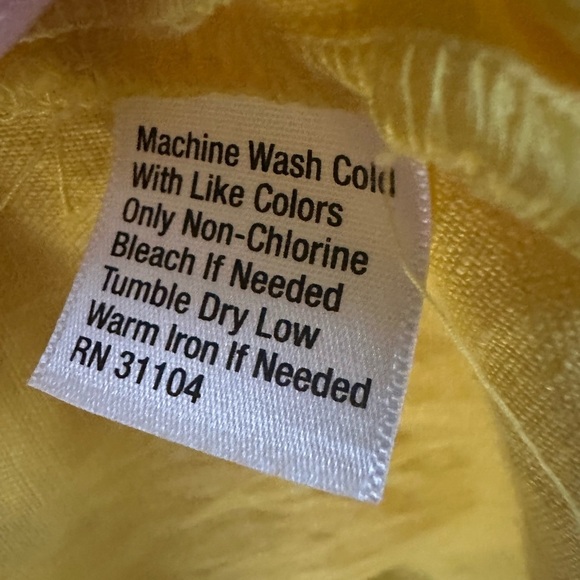 Machine Wash Cold
With Like Colors
Only Non-Chlorine
Bleach If Needed
Tumble Dry Low
Warm Iron If Needed
RN 31104